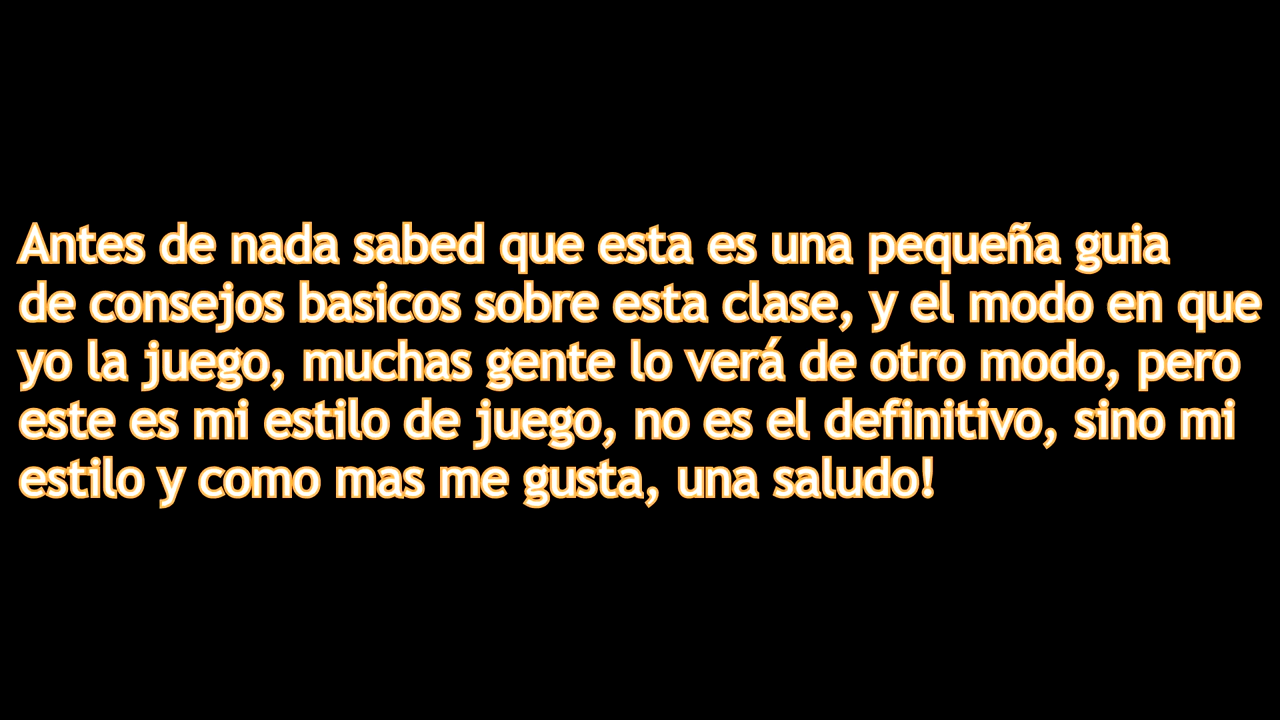 Antes de nada sabed que esta es una pequeña guia
de consejos basicos sobre esta clase, y el modo en que
yo la juego, muchas gente lo verá de otro modo, pero
este es mi estilo de juego, no es el definitivo, sino mi
estilo y como mas me gusta, una saludo!